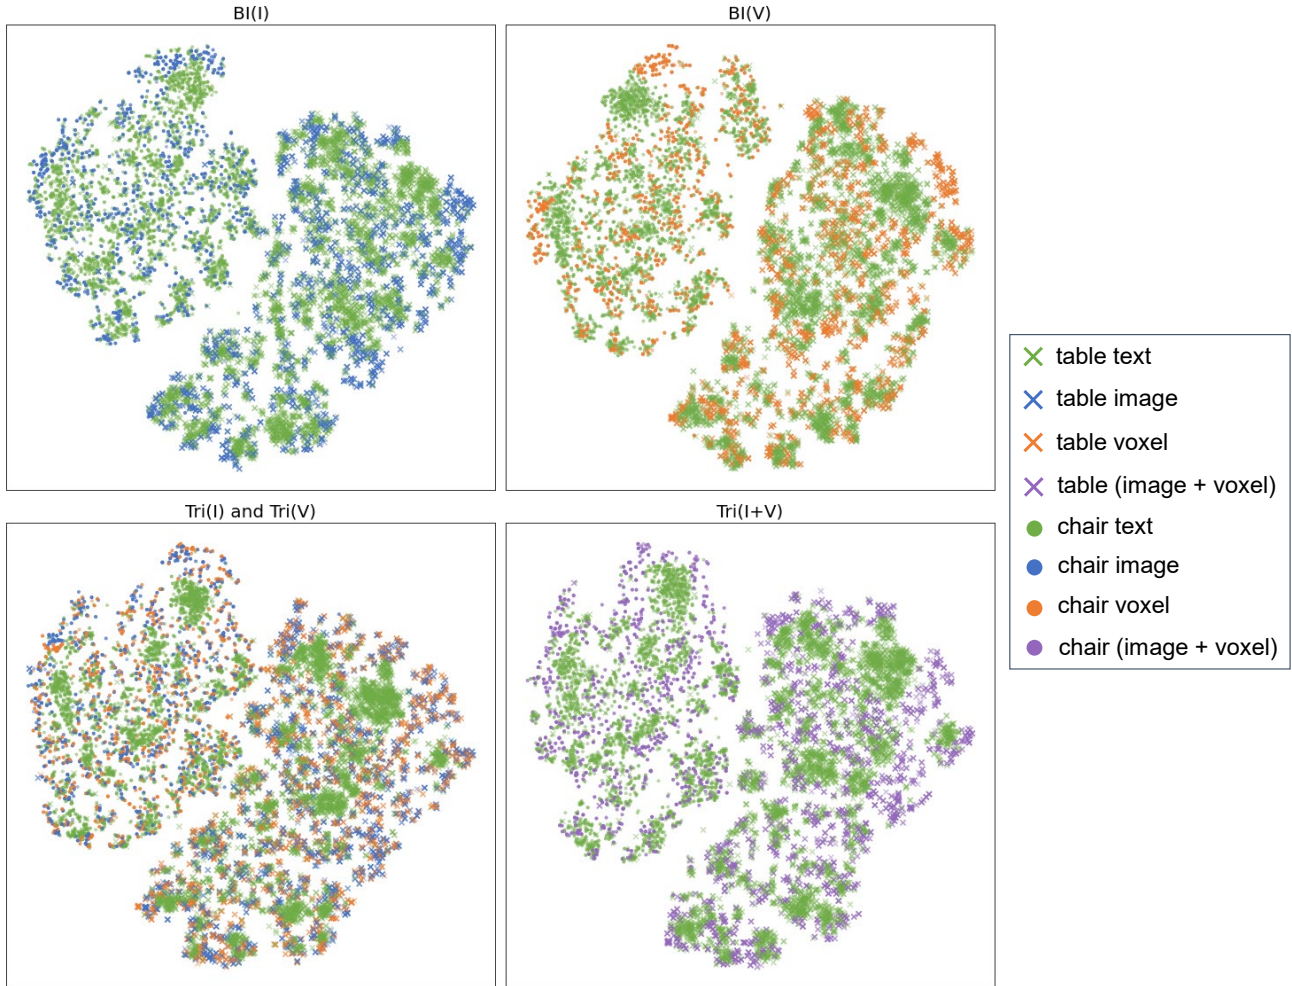 BI(I)
BI(V)
Tri(I) and Tri(V)
Tri(I+V)
table text
table image
table voxel
table (image + voxel)
chair text
chair image
chair voxel
chair (image + voxel)